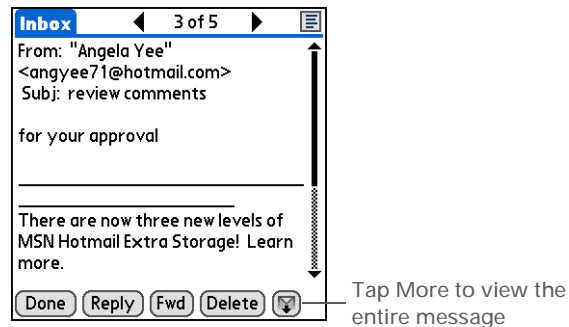 Inbox 3 of 5
From: "Angela Yee"
<angyee71@hotmail.com>
Subj: review comments
for your approval
There are now three new levels of
MSN Hotmail Extra Storage! Learn
more.
Done Reply Fwd Delete
Tap More to view the
entire message